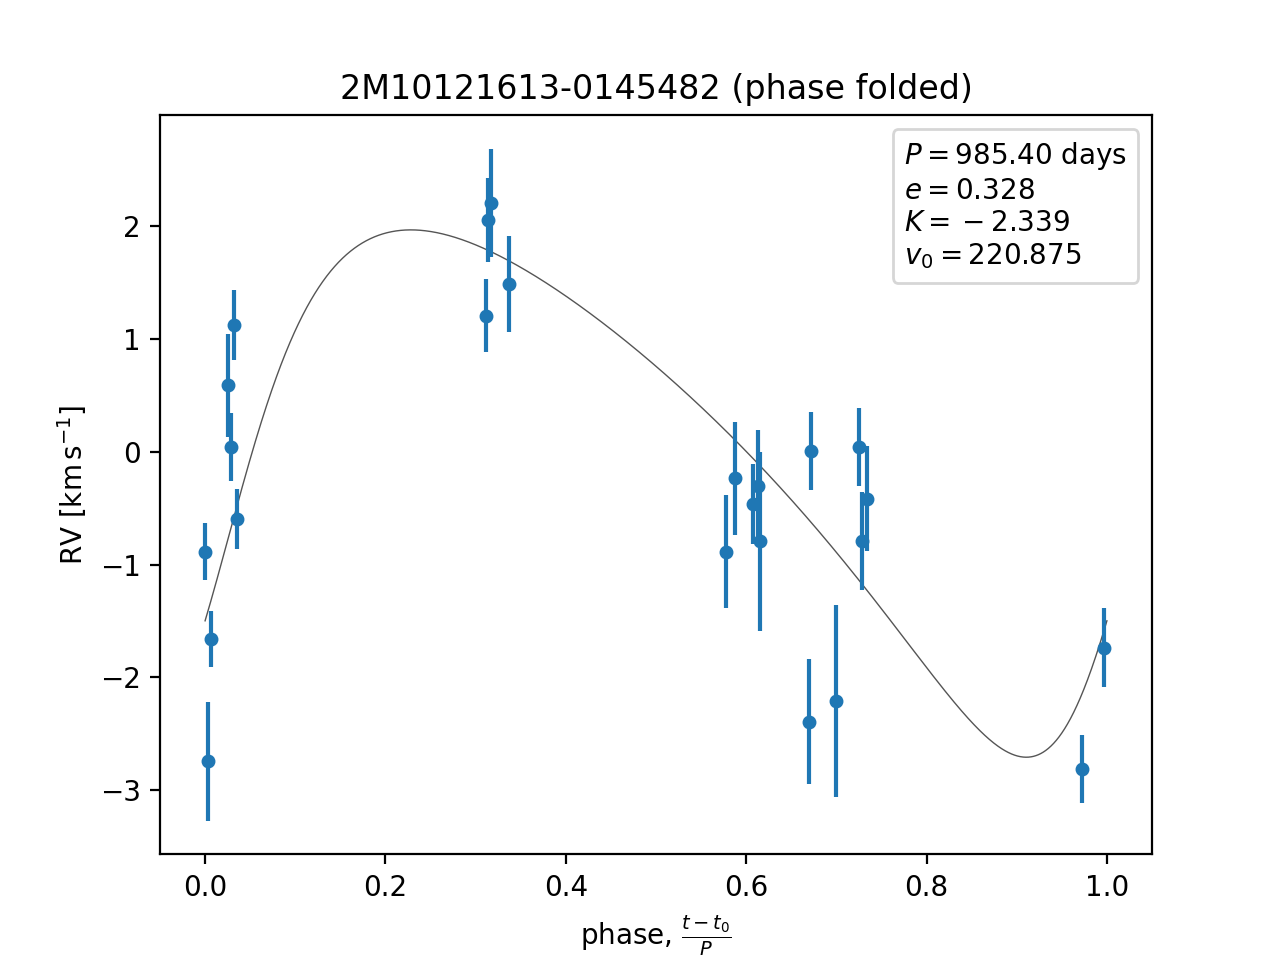 2M10121613-0145482 (phase folded)
P = 985.40 days
e = 0.328
K = −2.339
v₀ = 220.875
RV [km s⁻¹]
2
1
0
−1
−2
−3
0.0 0.2 0.4 0.6 0.8 1.0
phase, (t − t₀)/P